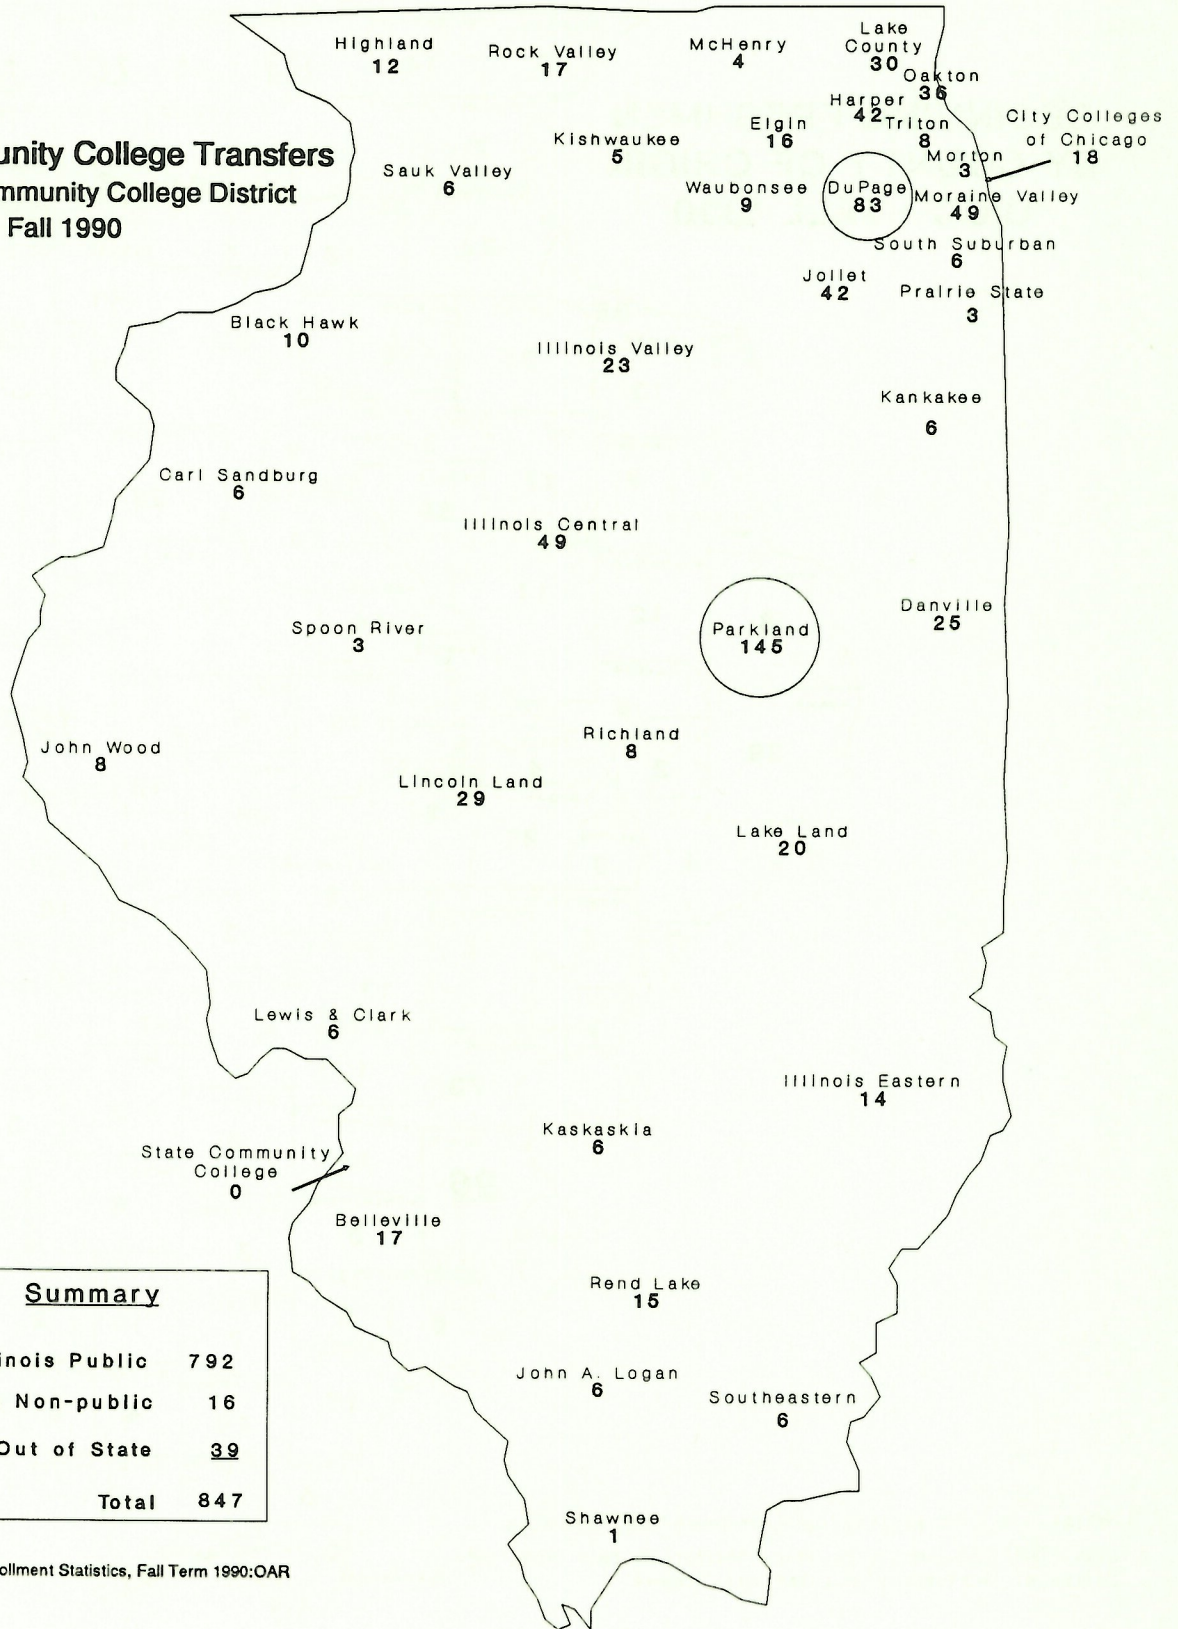 unity College Transfers
mmunity College District
Fall 1990
Highland
12
Rock Valley
17
McHenry
4
Lake
County
30
Oakton
36
Harper
42
Triton
8
Elgin
16
City Colleges
of Chicago
18
Kishwaukee
5
Sauk Valley
6
Morton
3
Waubonsee
9
DuPage
83
Moraine Valley
49
South Suburban
6
Joliet
42
Prairie State
3
Black Hawk
10
Illinois Valley
23
Kankakee
6
Carl Sandburg
6
Illinois Central
49
Danville
25
Spoon River
3
Parkland
145
John Wood
8
Richland
8
Lincoln Land
29
Lake Land
20
Lewis & Clark
6
Illinois Eastern
14
Kaskaskia
6
State Community
College
0
Belleville
17
Rend Lake
15
John A. Logan
6
Southeastern
6
Shawnee
1
Summary
inois Public 792
Non-public 16
Out of State 39
Total 847
ollment Statistics, Fall Term 1990:OAR